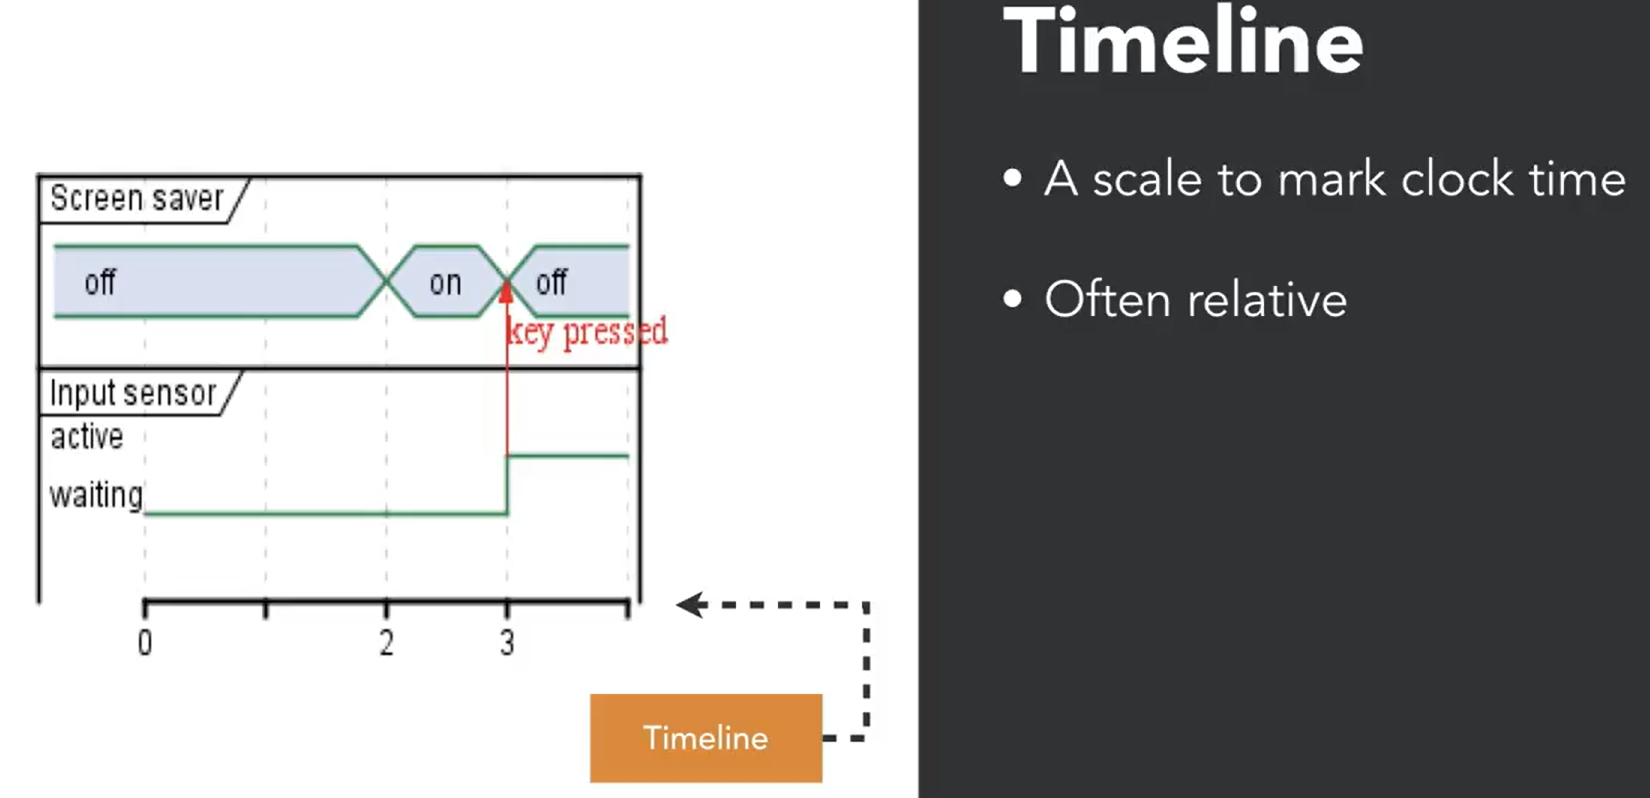 Timeline
• A scale to mark clock time
• Often relative
Screen saver
off
on
off
key pressed
Input sensor
active
waiting
0
2
3
Timeline